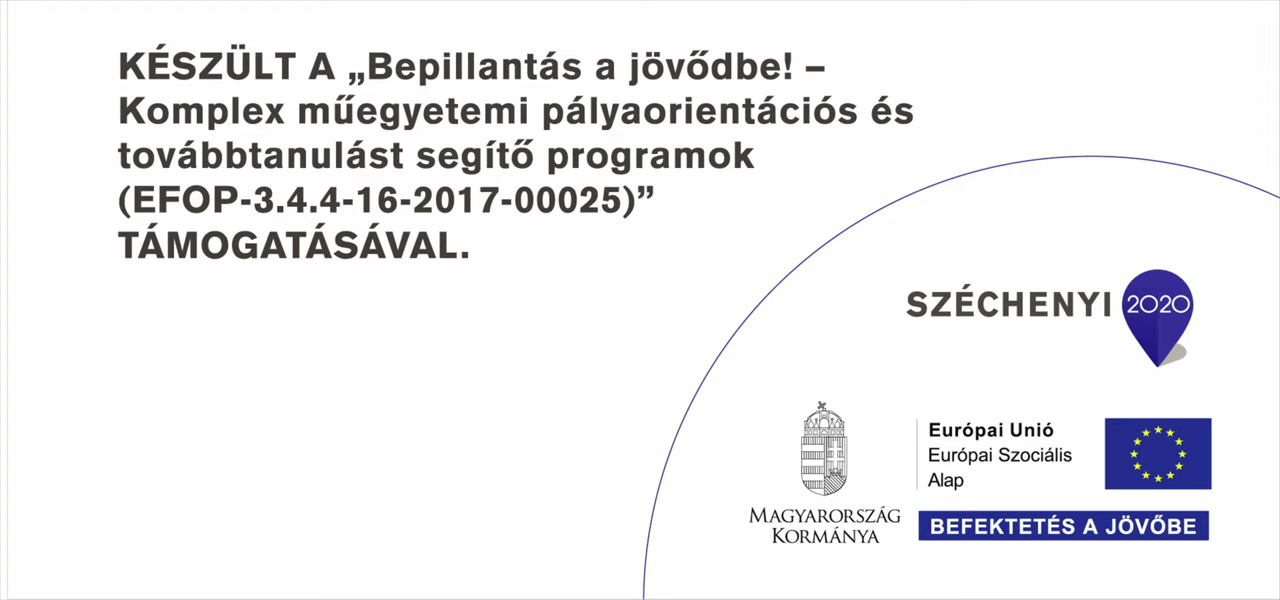 KÉSZÜLT A „Bepillantás a jövődbe! –
Komplex műegyetemi pályaorientációs és
továbbtanulást segítő programok
(EFOP-3.4.4-16-2017-00025)”
TÁMOGATÁSÁVAL.
SZÉCHENYI 2020
MAGYARORSZÁG
KORMÁNYA
Európai Unió
Európai Szociális
Alap
BEFEKTETÉS A JÖVŐBE